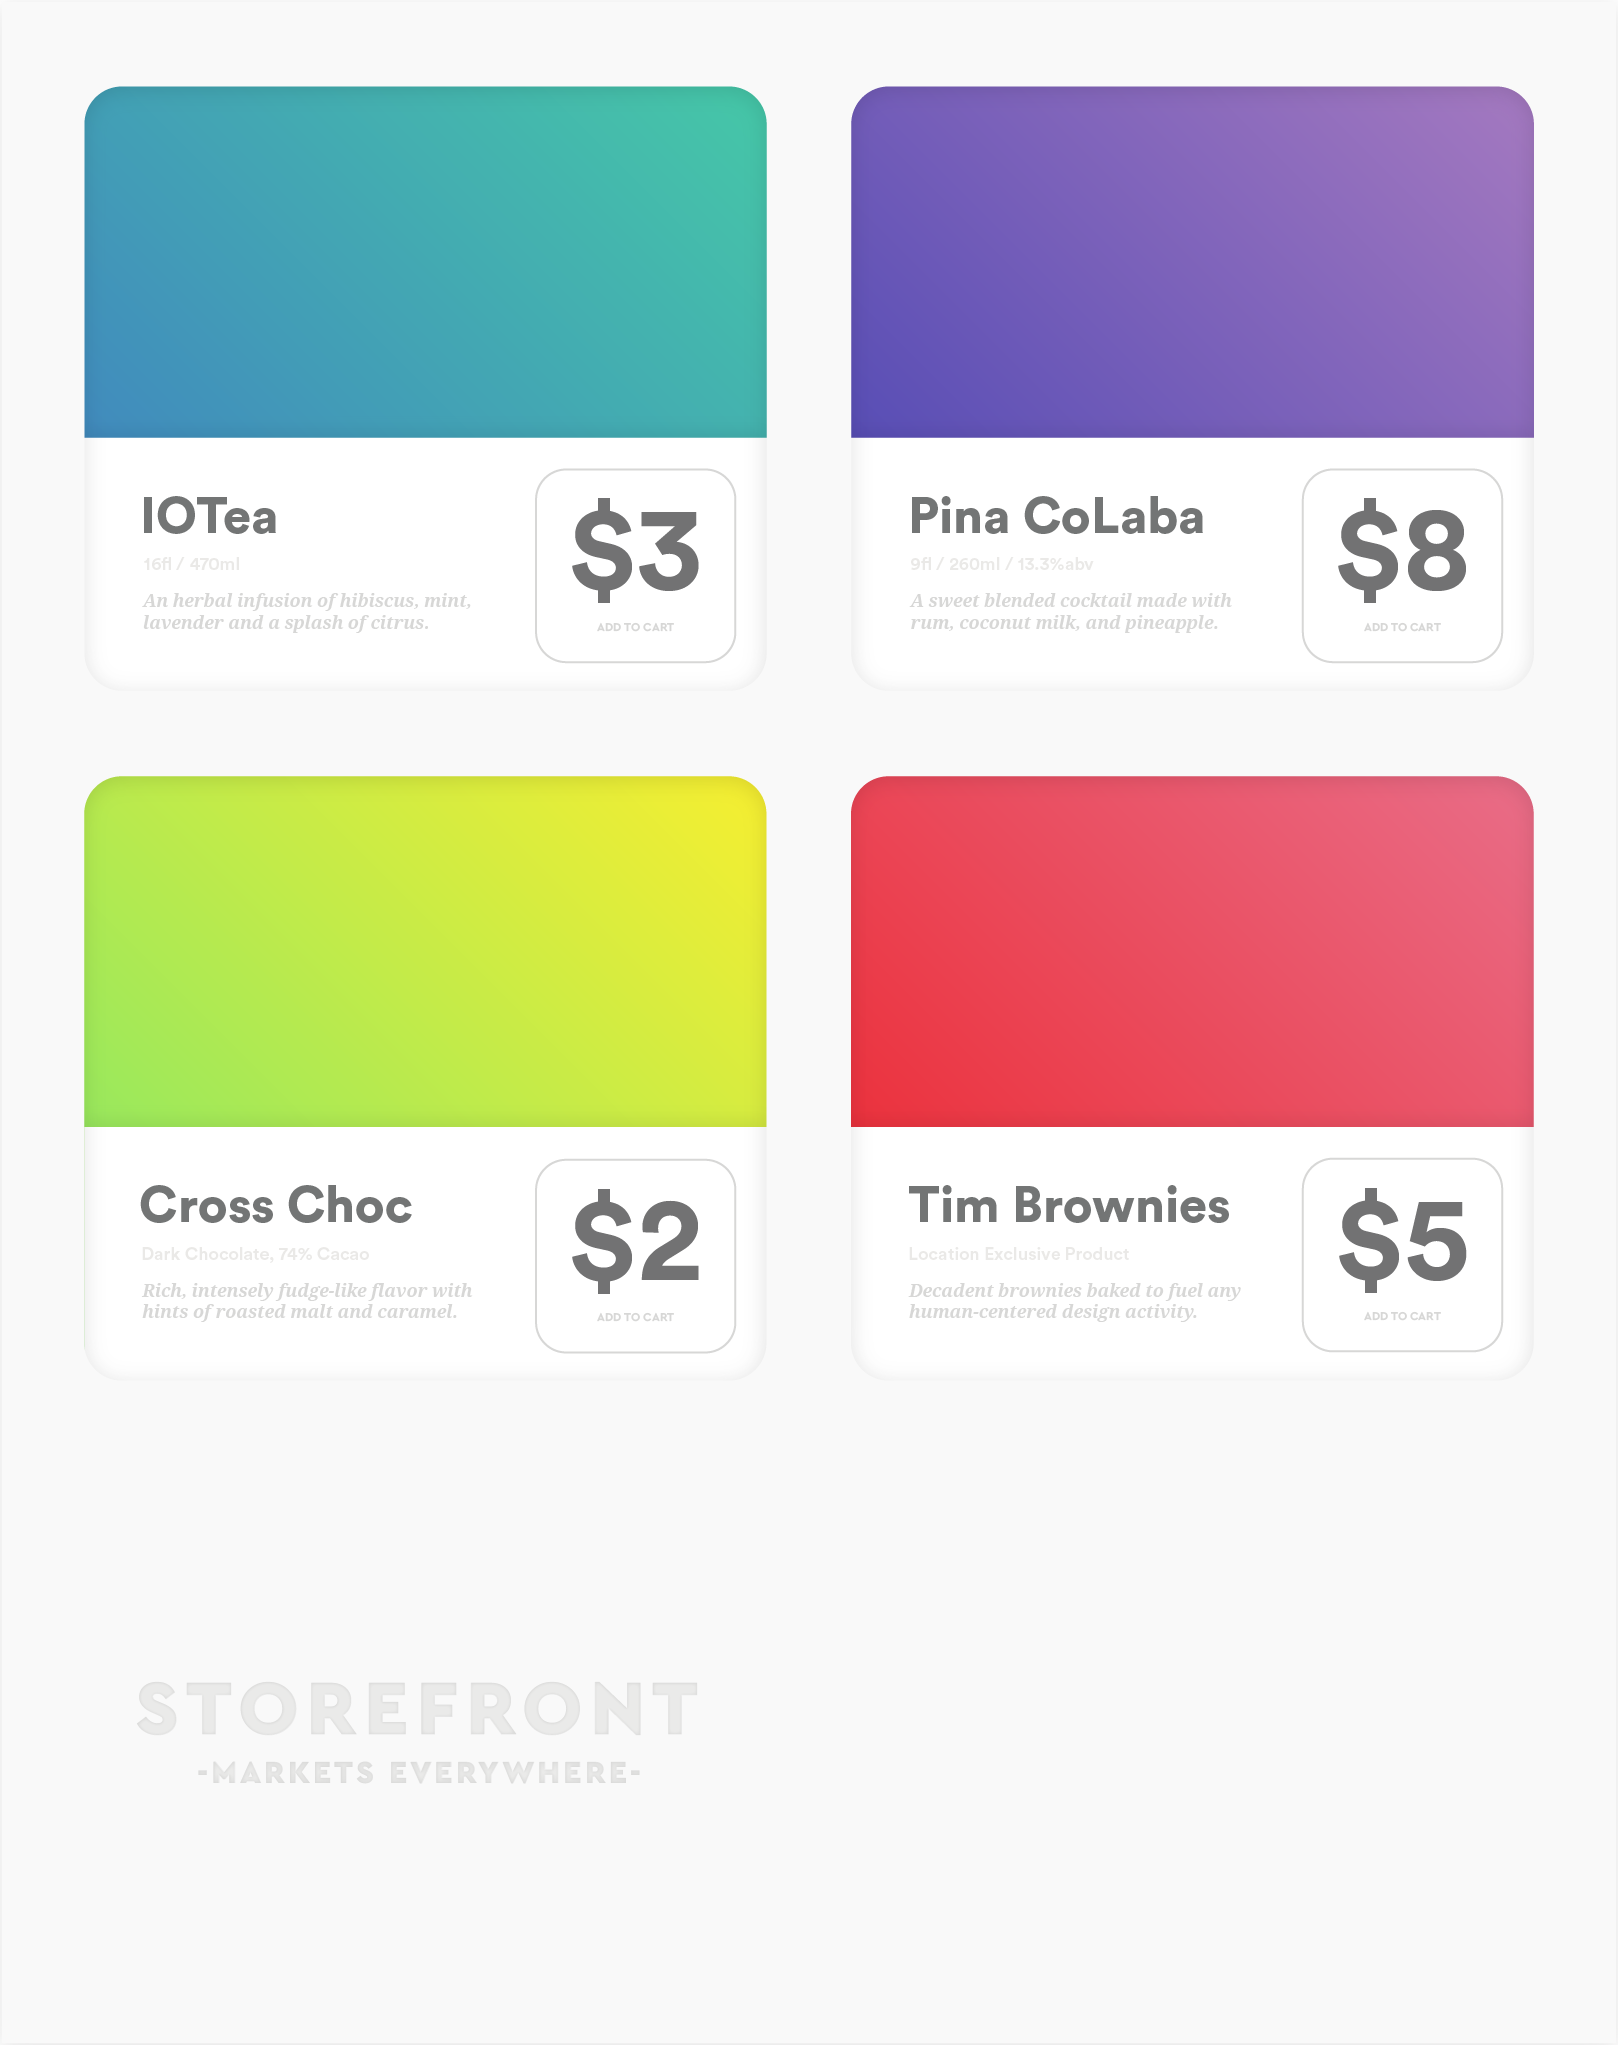 IOTea
16fl / 470ml
An herbal infusion of hibiscus, mint,
lavender and a splash of citrus.
$3
ADD TO CART
Pina CoLaba
9fl / 260ml / 13.3%abv
A sweet blended cocktail made with
rum, coconut milk, and pineapple.
$8
ADD TO CART
Cross Choc
Dark Chocolate, 74% Cacao
Rich, intensely fudge-like flavor with
hints of roasted malt and caramel.
$2
ADD TO CART
Tim Brownies
Location Exclusive Product
Decadent brownies baked to fuel any
human-centered design activity.
$5
ADD TO CART
STOREFRONT
-MARKETS EVERYWHERE-